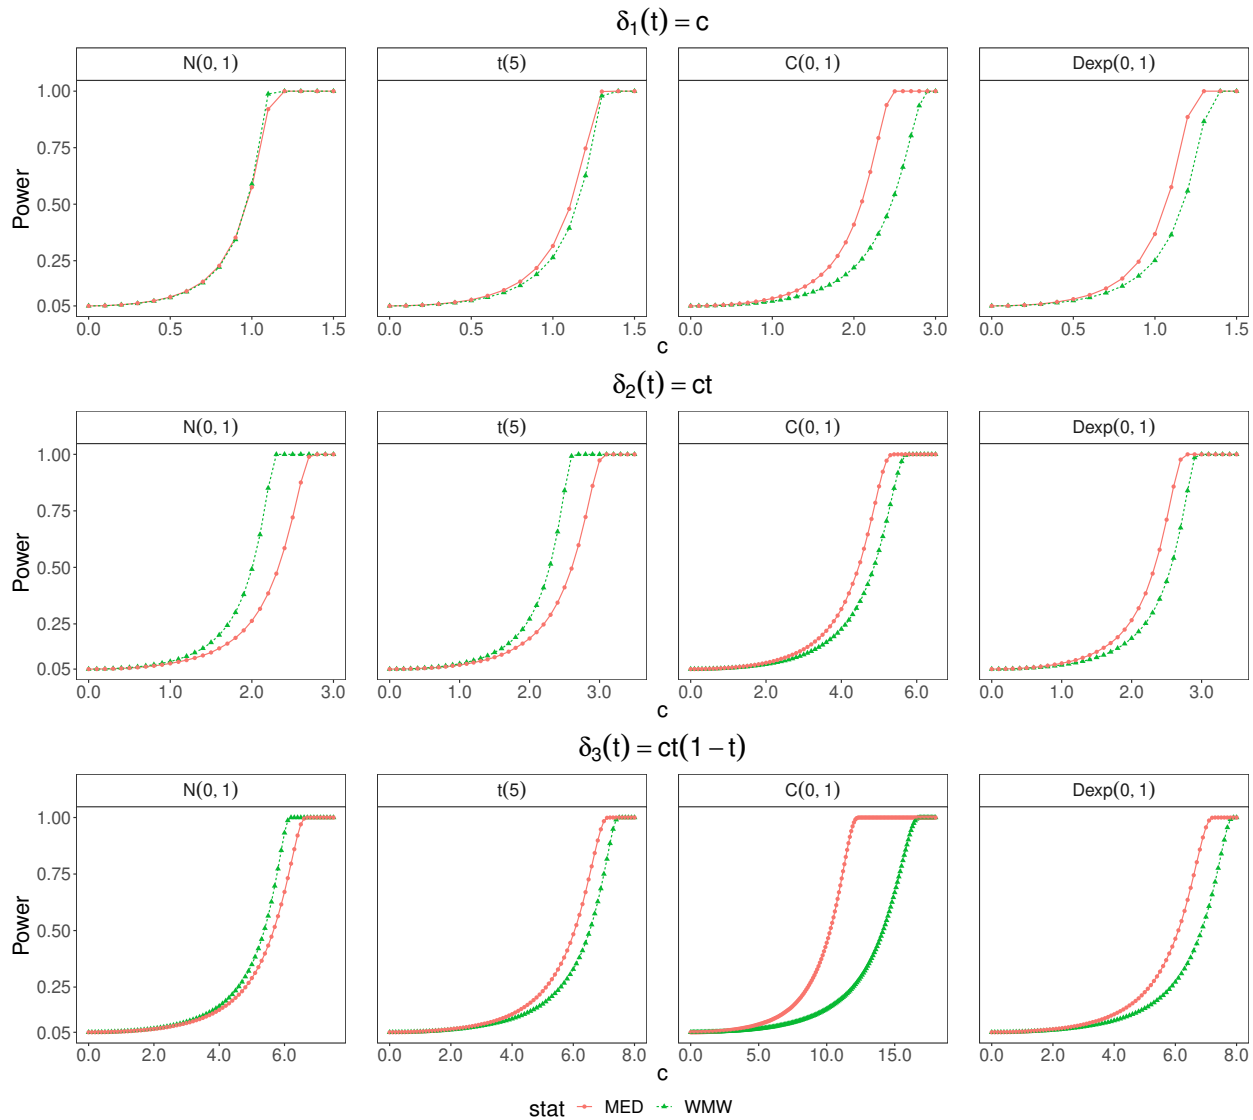 δ₁(t) = c
N(0, 1) t(5) C(0, 1) Dexp(0, 1)
Power
1.00
0.75
0.50
0.25
0.05
0.0 0.5 1.0 1.5 0.0 0.5 1.0 1.5 0.0 1.0 2.0 3.0 0.0 0.5 1.0 1.5
c
δ₂(t) = ct
N(0, 1) t(5) C(0, 1) Dexp(0, 1)
Power
1.00
0.75
0.50
0.25
0.05
0.0 1.0 2.0 3.0 0.0 1.0 2.0 3.0 0.0 2.0 4.0 6.0 0.0 1.0 2.0 3.0
c
δ₃(t) = ct(1 − t)
N(0, 1) t(5) C(0, 1) Dexp(0, 1)
Power
1.00
0.75
0.50
0.25
0.05
0.0 2.0 4.0 6.0 0.0 2.0 4.0 6.0 8.0 0.0 5.0 10.0 15.0 0.0 2.0 4.0 6.0 8.0
c
stat MED WMW